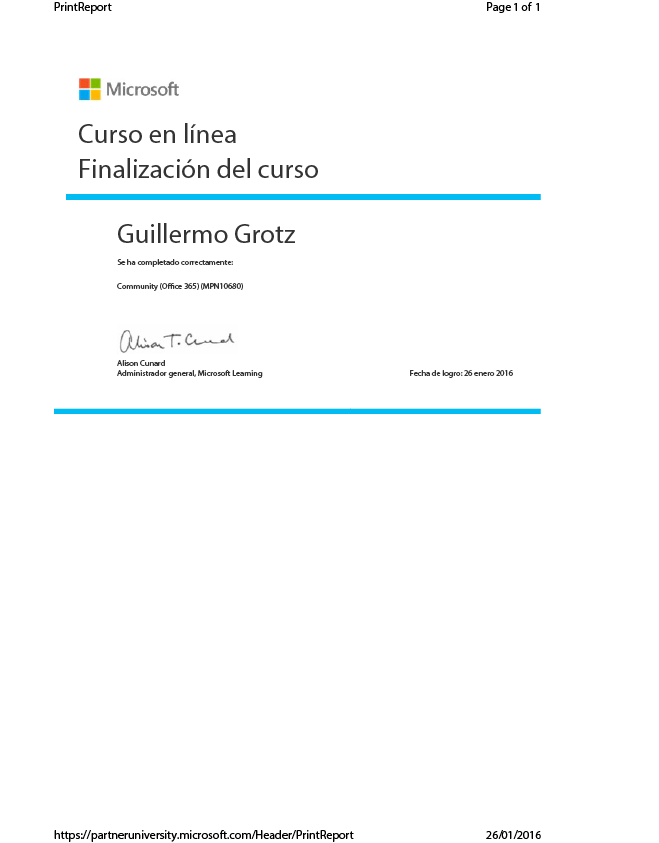 PrintReport Page 1 of 1
Microsoft
Curso en línea
Finalización del curso
Guillermo Grotz
Se ha completado correctamente:
Community (Office 365) (MPN10680)
Alison T. Cunard
Alison Cunard
Administrador general, Microsoft Learning Fecha de logro: 26 enero 2016
https://partneruniversity.microsoft.com/Header/PrintReport 26/01/2016